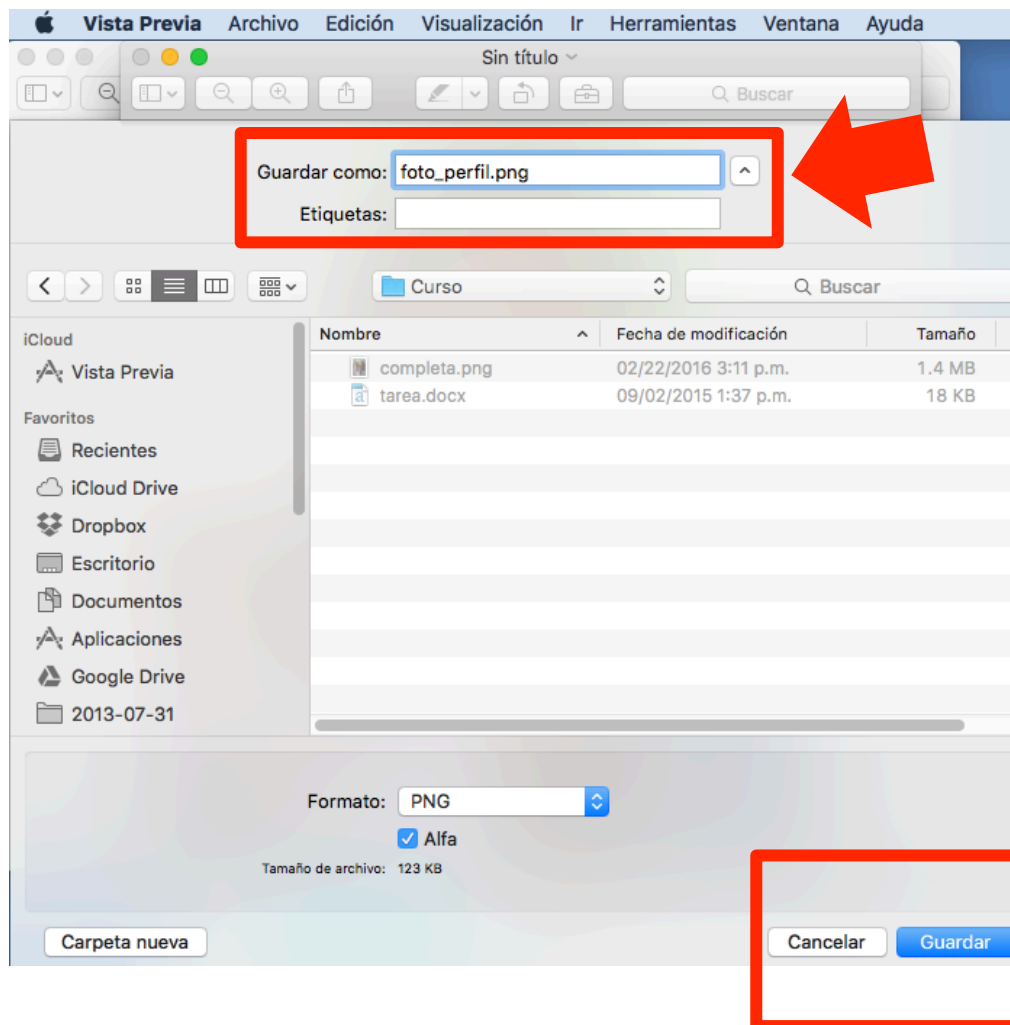 Vista Previa Archivo Edición Visualización Ir Herramientas Ventana Ayuda
Sin título
Buscar
Guardar como: foto_perfil.png
Etiquetas:
Curso
Buscar
iCloud
Vista Previa
Favoritos
Recientes
iCloud Drive
Dropbox
Escritorio
Documentos
Aplicaciones
Google Drive
2013-07-31
Nombre Fecha de modificación Tamaño
completa.png 02/22/2016 3:11 p.m. 1.4 MB
tarea.docx 09/02/2015 1:37 p.m. 18 KB
Formato: PNG
Alfa
Tamaño de archivo: 123 KB
Carpeta nueva Cancelar Guardar